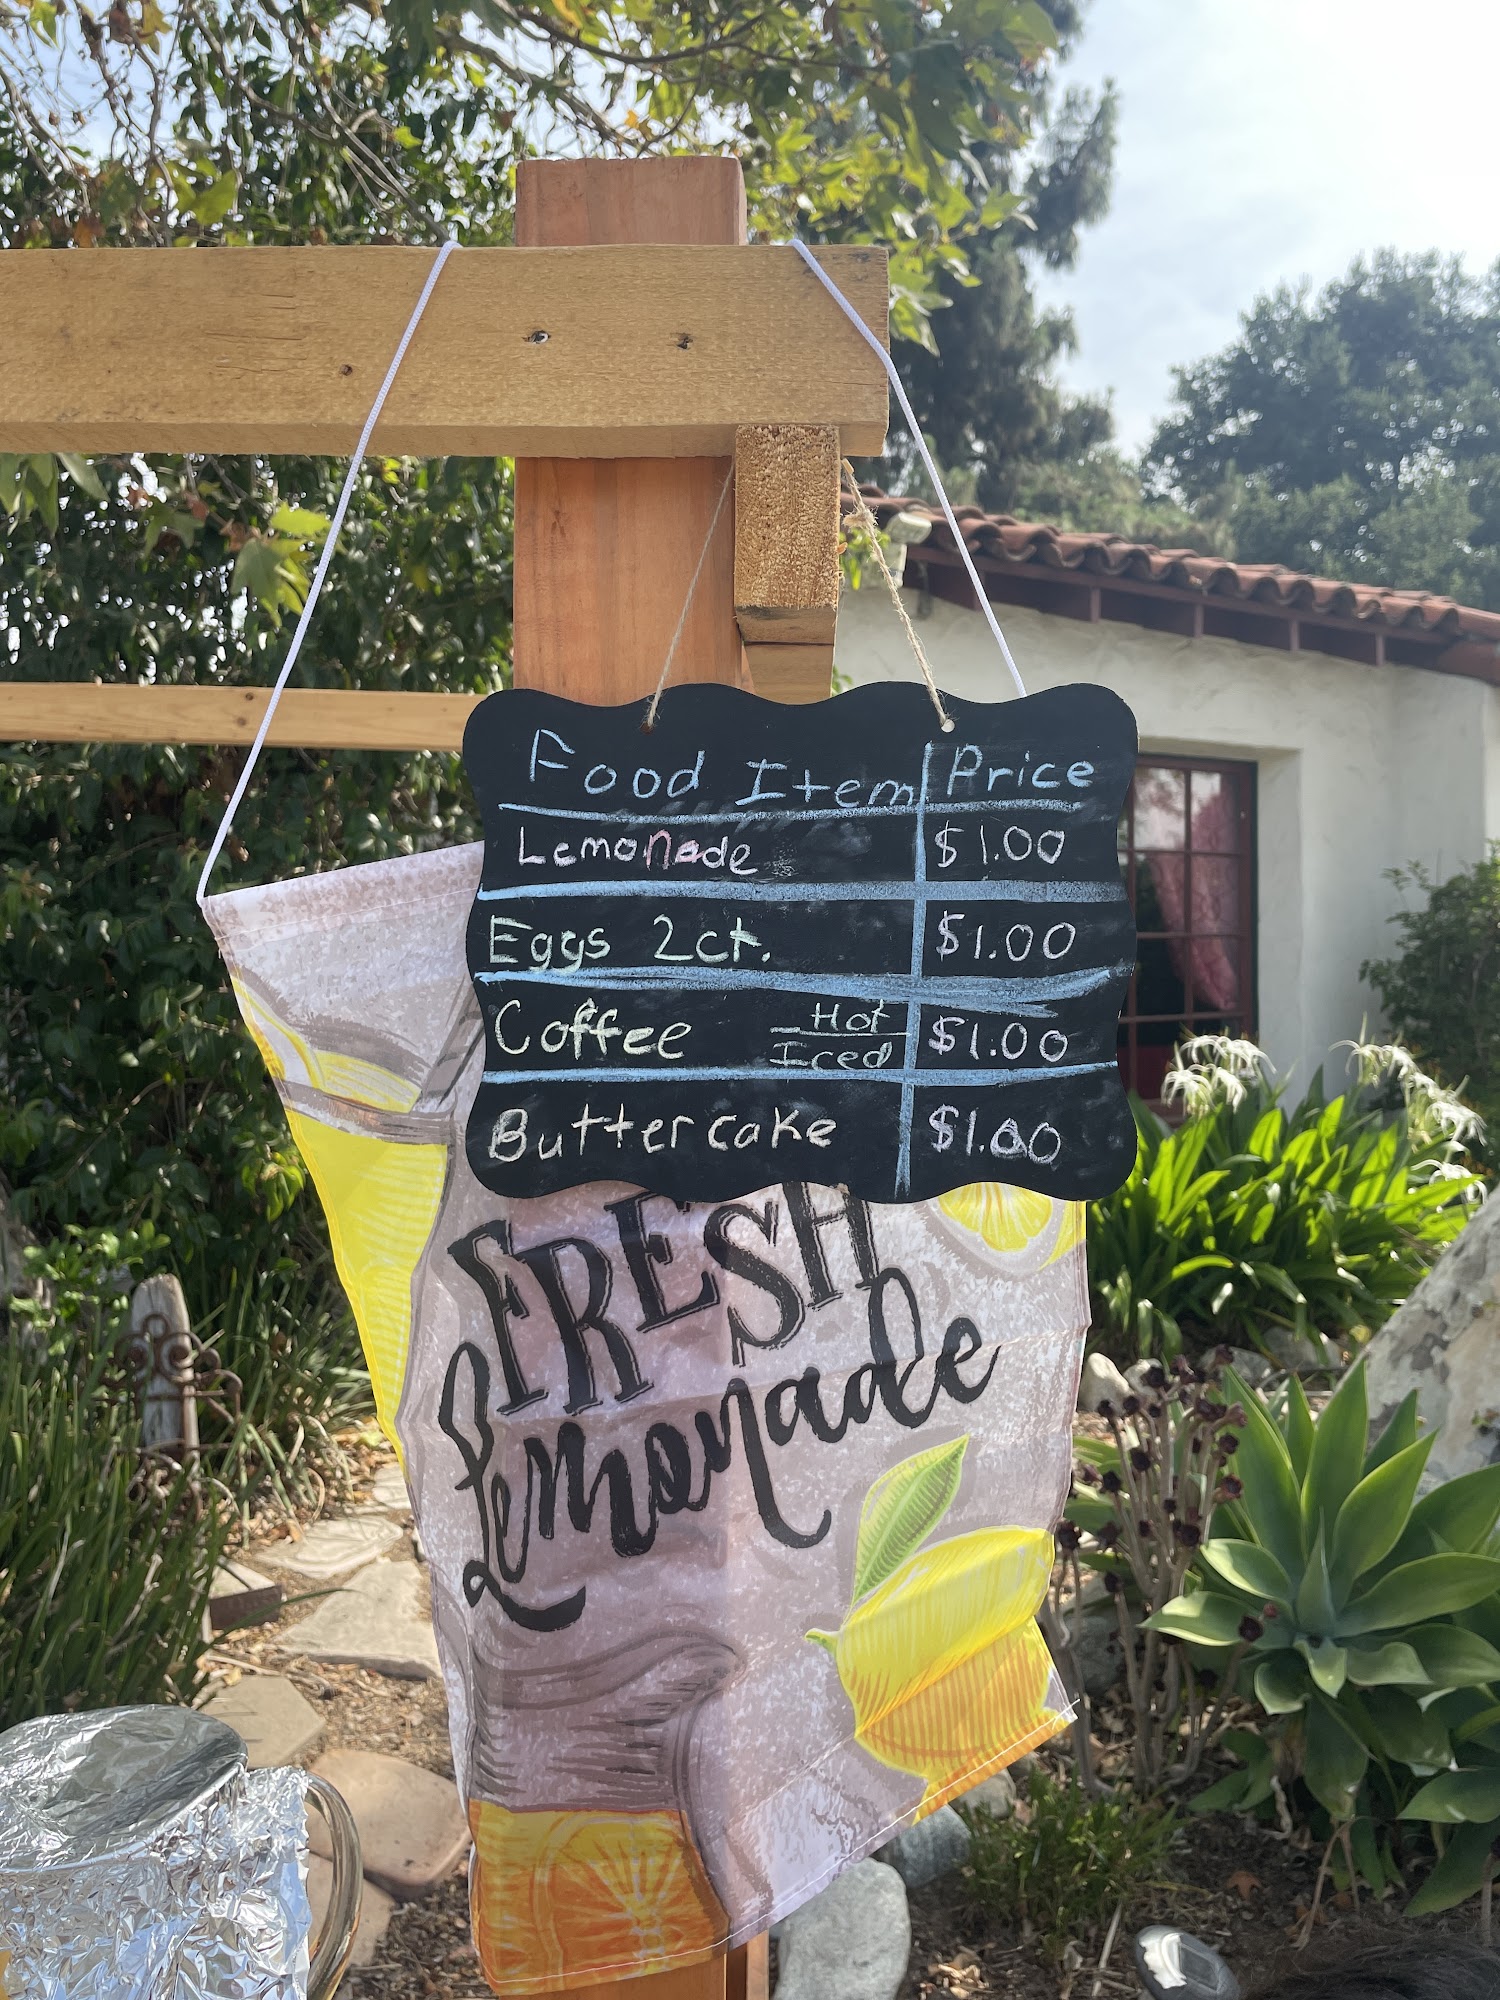 Food Item Price
Lemonade $1.00
Eggs 2ct. $1.00
Coffee Hot Iced $1.00
Buttercake $1.00
FRESH
Lemonade